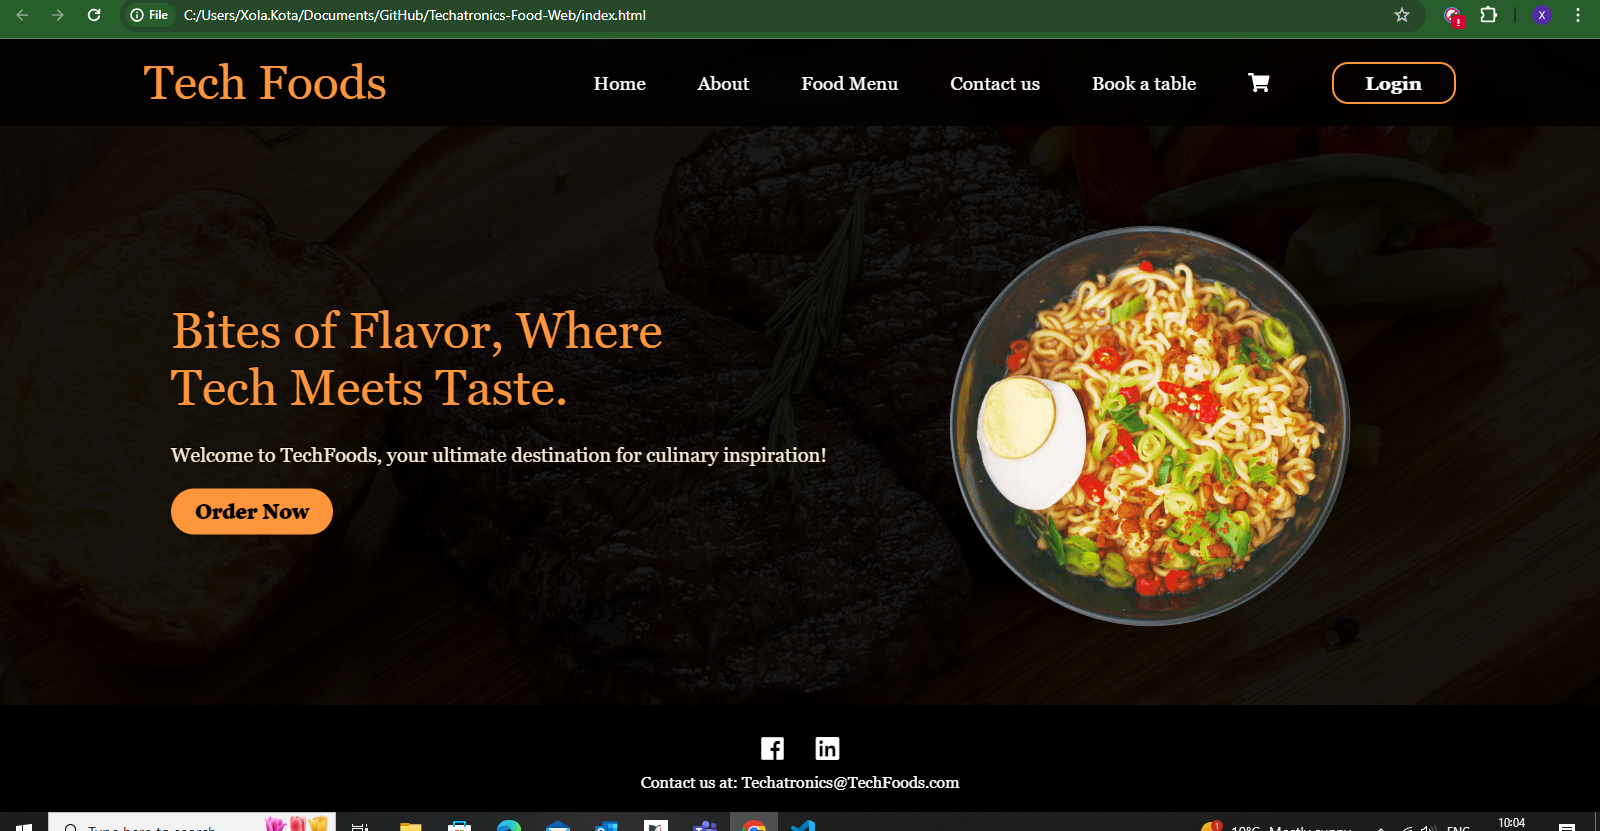 File C:/Users/Xola.Kota/Documents/GitHub/Techatronics-Food-Web/index.html X
Tech Foods Home About Food Menu Contact us Book a table Login
Bites of Flavor, Where
Tech Meets Taste.
Welcome to TechFoods, your ultimate destination for culinary inspiration!
Order Now
Contact us at: Techatronics@TechFoods.com
Type here to search 1 19°C Mostly sunny ENG 10:04